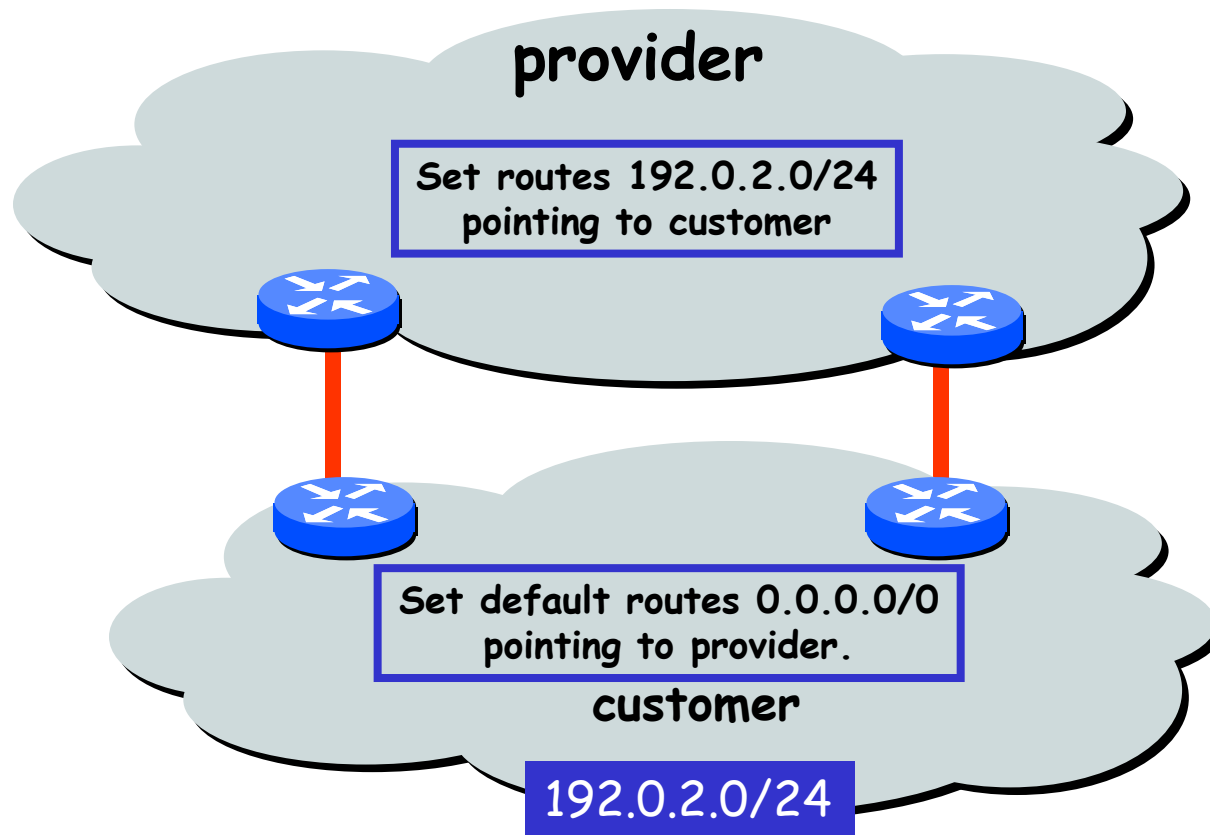 provider
Set routes 192.0.2.0/24
pointing to customer
Set default routes 0.0.0.0/0
pointing to provider.
customer
192.0.2.0/24